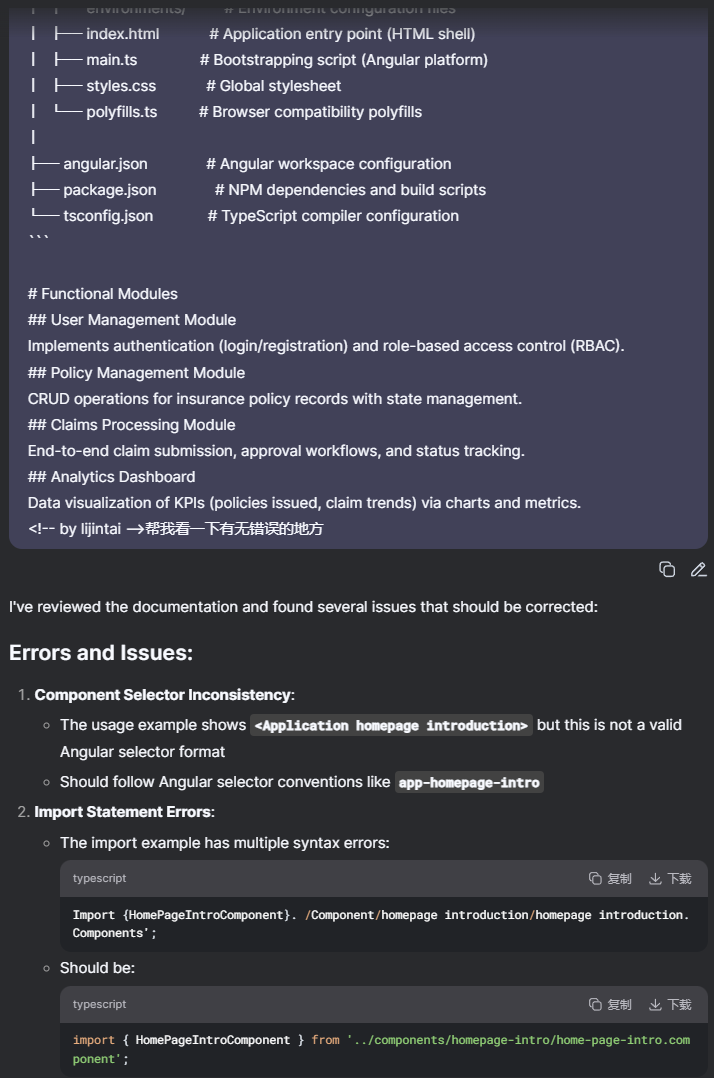 | | environments/ # Environment configuration files
| ├── index.html # Application entry point (HTML shell)
| ├── main.ts # Bootstrapping script (Angular platform)
| ├── styles.css # Global stylesheet
| └── polyfills.ts # Browser compatibility polyfills
|
├── angular.json # Angular workspace configuration
├── package.json # NPM dependencies and build scripts
└── tsconfig.json # TypeScript compiler configuration
```
# Functional Modules
## User Management Module
Implements authentication (login/registration) and role-based access control (RBAC).
## Policy Management Module
CRUD operations for insurance policy records with state management.
## Claims Processing Module
End-to-end claim submission, approval workflows, and status tracking.
## Analytics Dashboard
Data visualization of KPIs (policies issued, claim trends) via charts and metrics.
<!-- by lijintai -->帮我看一下有无错误的地方
I've reviewed the documentation and found several issues that should be corrected:
Errors and Issues:
1. Component Selector Inconsistency:
The usage example shows <Application homepage introduction> but this is not a valid
Angular selector format
Should follow Angular selector conventions like app-homepage-intro
2. Import Statement Errors:
The import example has multiple syntax errors:
typescript 复制 下载
Import {HomePageIntroComponent}. /Component/homepage introduction/homepage introduction.
Components';
Should be:
typescript 复制 下载
import { HomePageIntroComponent } from '../components/homepage-intro/home-page-intro.com
ponent';